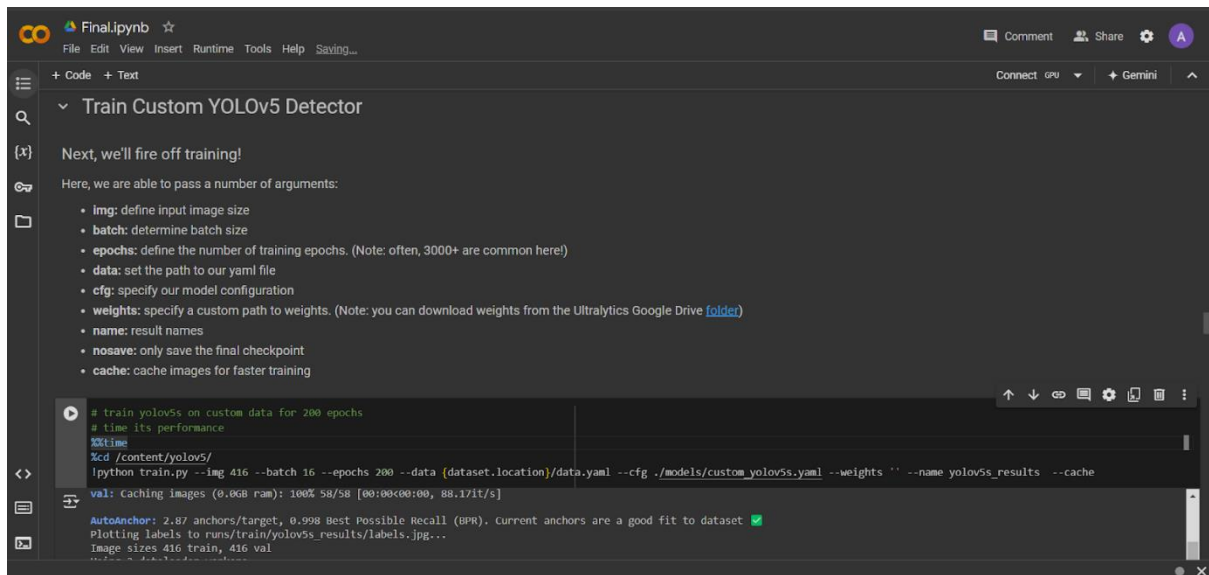 Final.ipynb
File Edit View Insert Runtime Tools Help Saving...
Comment Share A
+ Code + Text
Connect GPU Gemini
Train Custom YOLOv5 Detector
Next, we'll fire off training!
Here, we are able to pass a number of arguments:
• img: define input image size
• batch: determine batch size
• epochs: define the number of training epochs. (Note: often, 3000+ are common here!)
• data: set the path to our yaml file
• cfg: specify our model configuration
• weights: specify a custom path to weights. (Note: you can download weights from the Ultralytics Google Drive folder)
• name: result names
• nosave: only save the final checkpoint
• cache: cache images for faster training
# train yolov5s on custom data for 200 epochs
# time its performance
%%time
%cd /content/yolov5/
!python train.py --img 416 --batch 16 --epochs 200 --data {dataset.location}/data.yaml --cfg ./models/custom_yolov5s.yaml --weights '' --name yolov5s_results --cache
val: Caching images (0.0GB ram): 100% 58/58 [00:00<00:00, 88.17it/s]
AutoAnchor: 2.87 anchors/target, 0.998 Best Possible Recall (BPR). Current anchors are a good fit to dataset ✅
Plotting labels to runs/train/yolov5s_results/labels.jpg...
Image sizes 416 train, 416 val